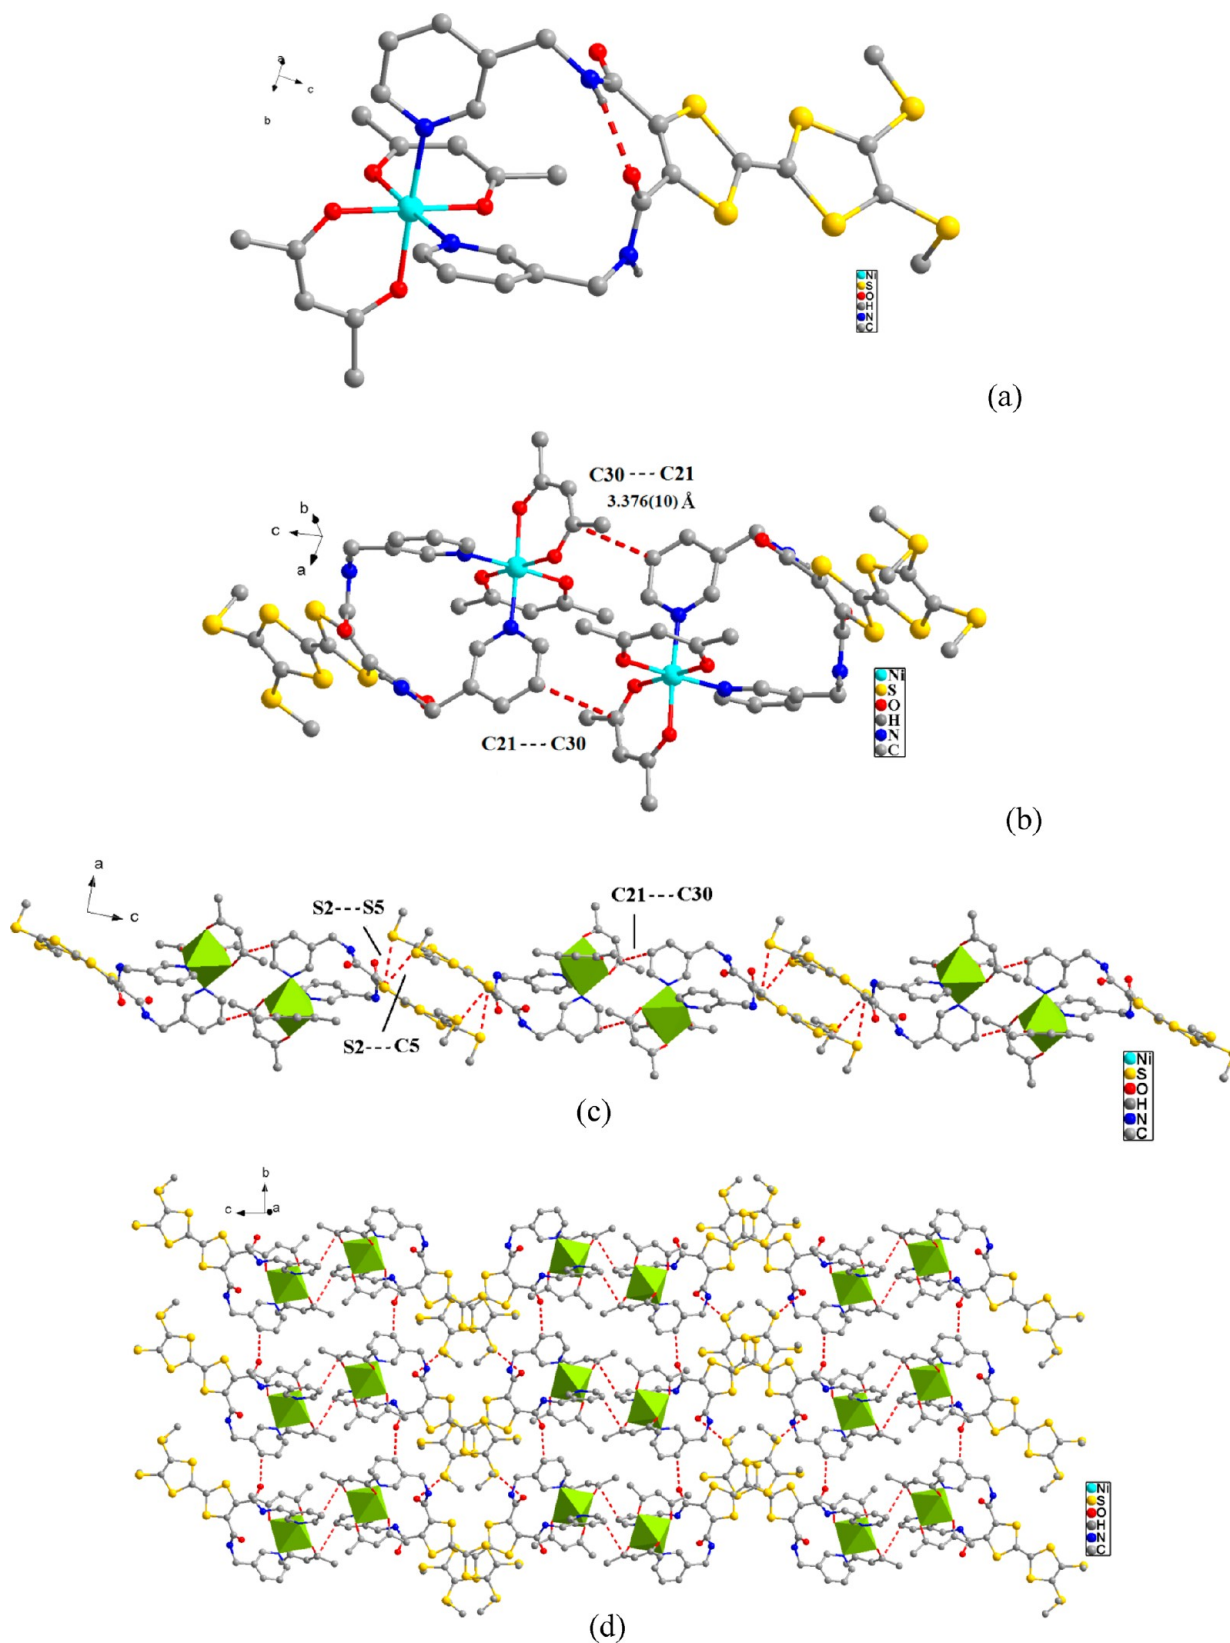 a
c
b
Ni
S
O
H
N
C
(a)
C30 --- C21
3.376(10) Å
b
c
a
Ni
S
O
H
N
C
C21 --- C30
(b)
a
c
S2---S5
C21---C30
S2---C5
Ni
S
O
H
N
C
(c)
b
c
a
Ni
S
O
H
N
C
(d)